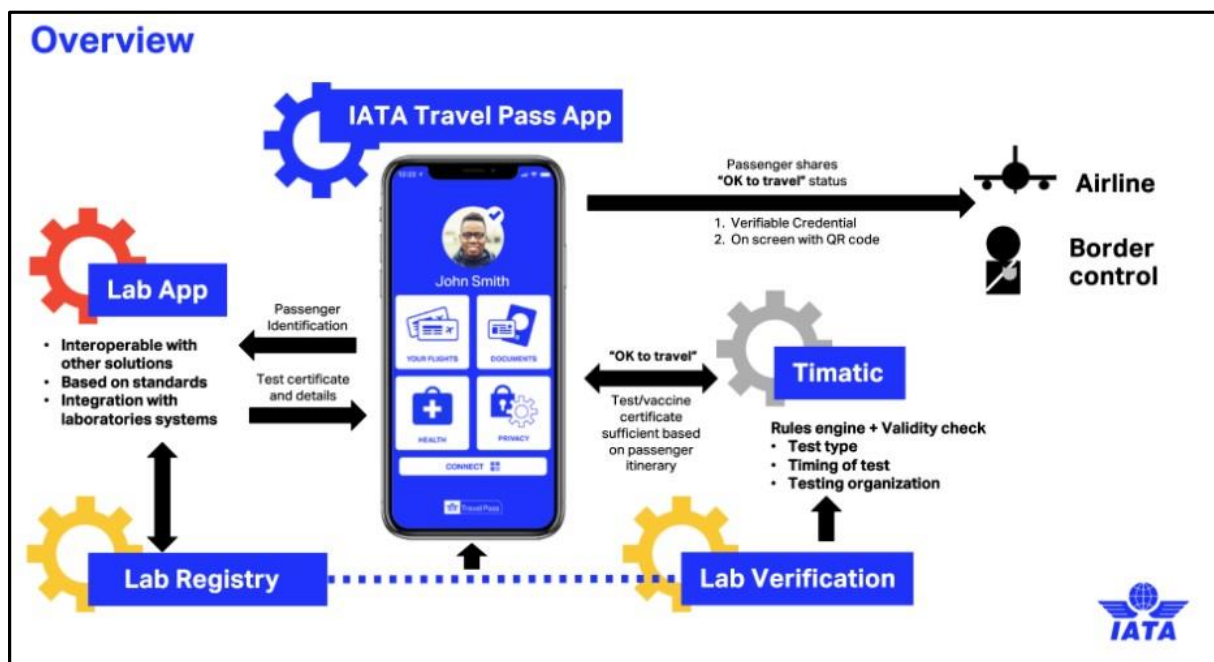 Overview
IATA Travel Pass App
Passenger shares
"OK to travel" status
1. Verifiable Credential
2. On screen with QR code
Airline
Border
control
Lab App
• Interoperable with
other solutions
• Based on standards
• Integration with
laboratories systems
Passenger
Identification
Test certificate
and details
John Smith
YOUR FLIGHTS
DOCUMENTS
HEALTH
PRIVACY
CONNECT
Travel Pass
"OK to travel"
Test/vaccine
certificate
sufficient based
on passenger
itinerary
Timatic
Rules engine + Validity check
• Test type
• Timing of test
• Testing organization
Lab Registry
Lab Verification
IATA